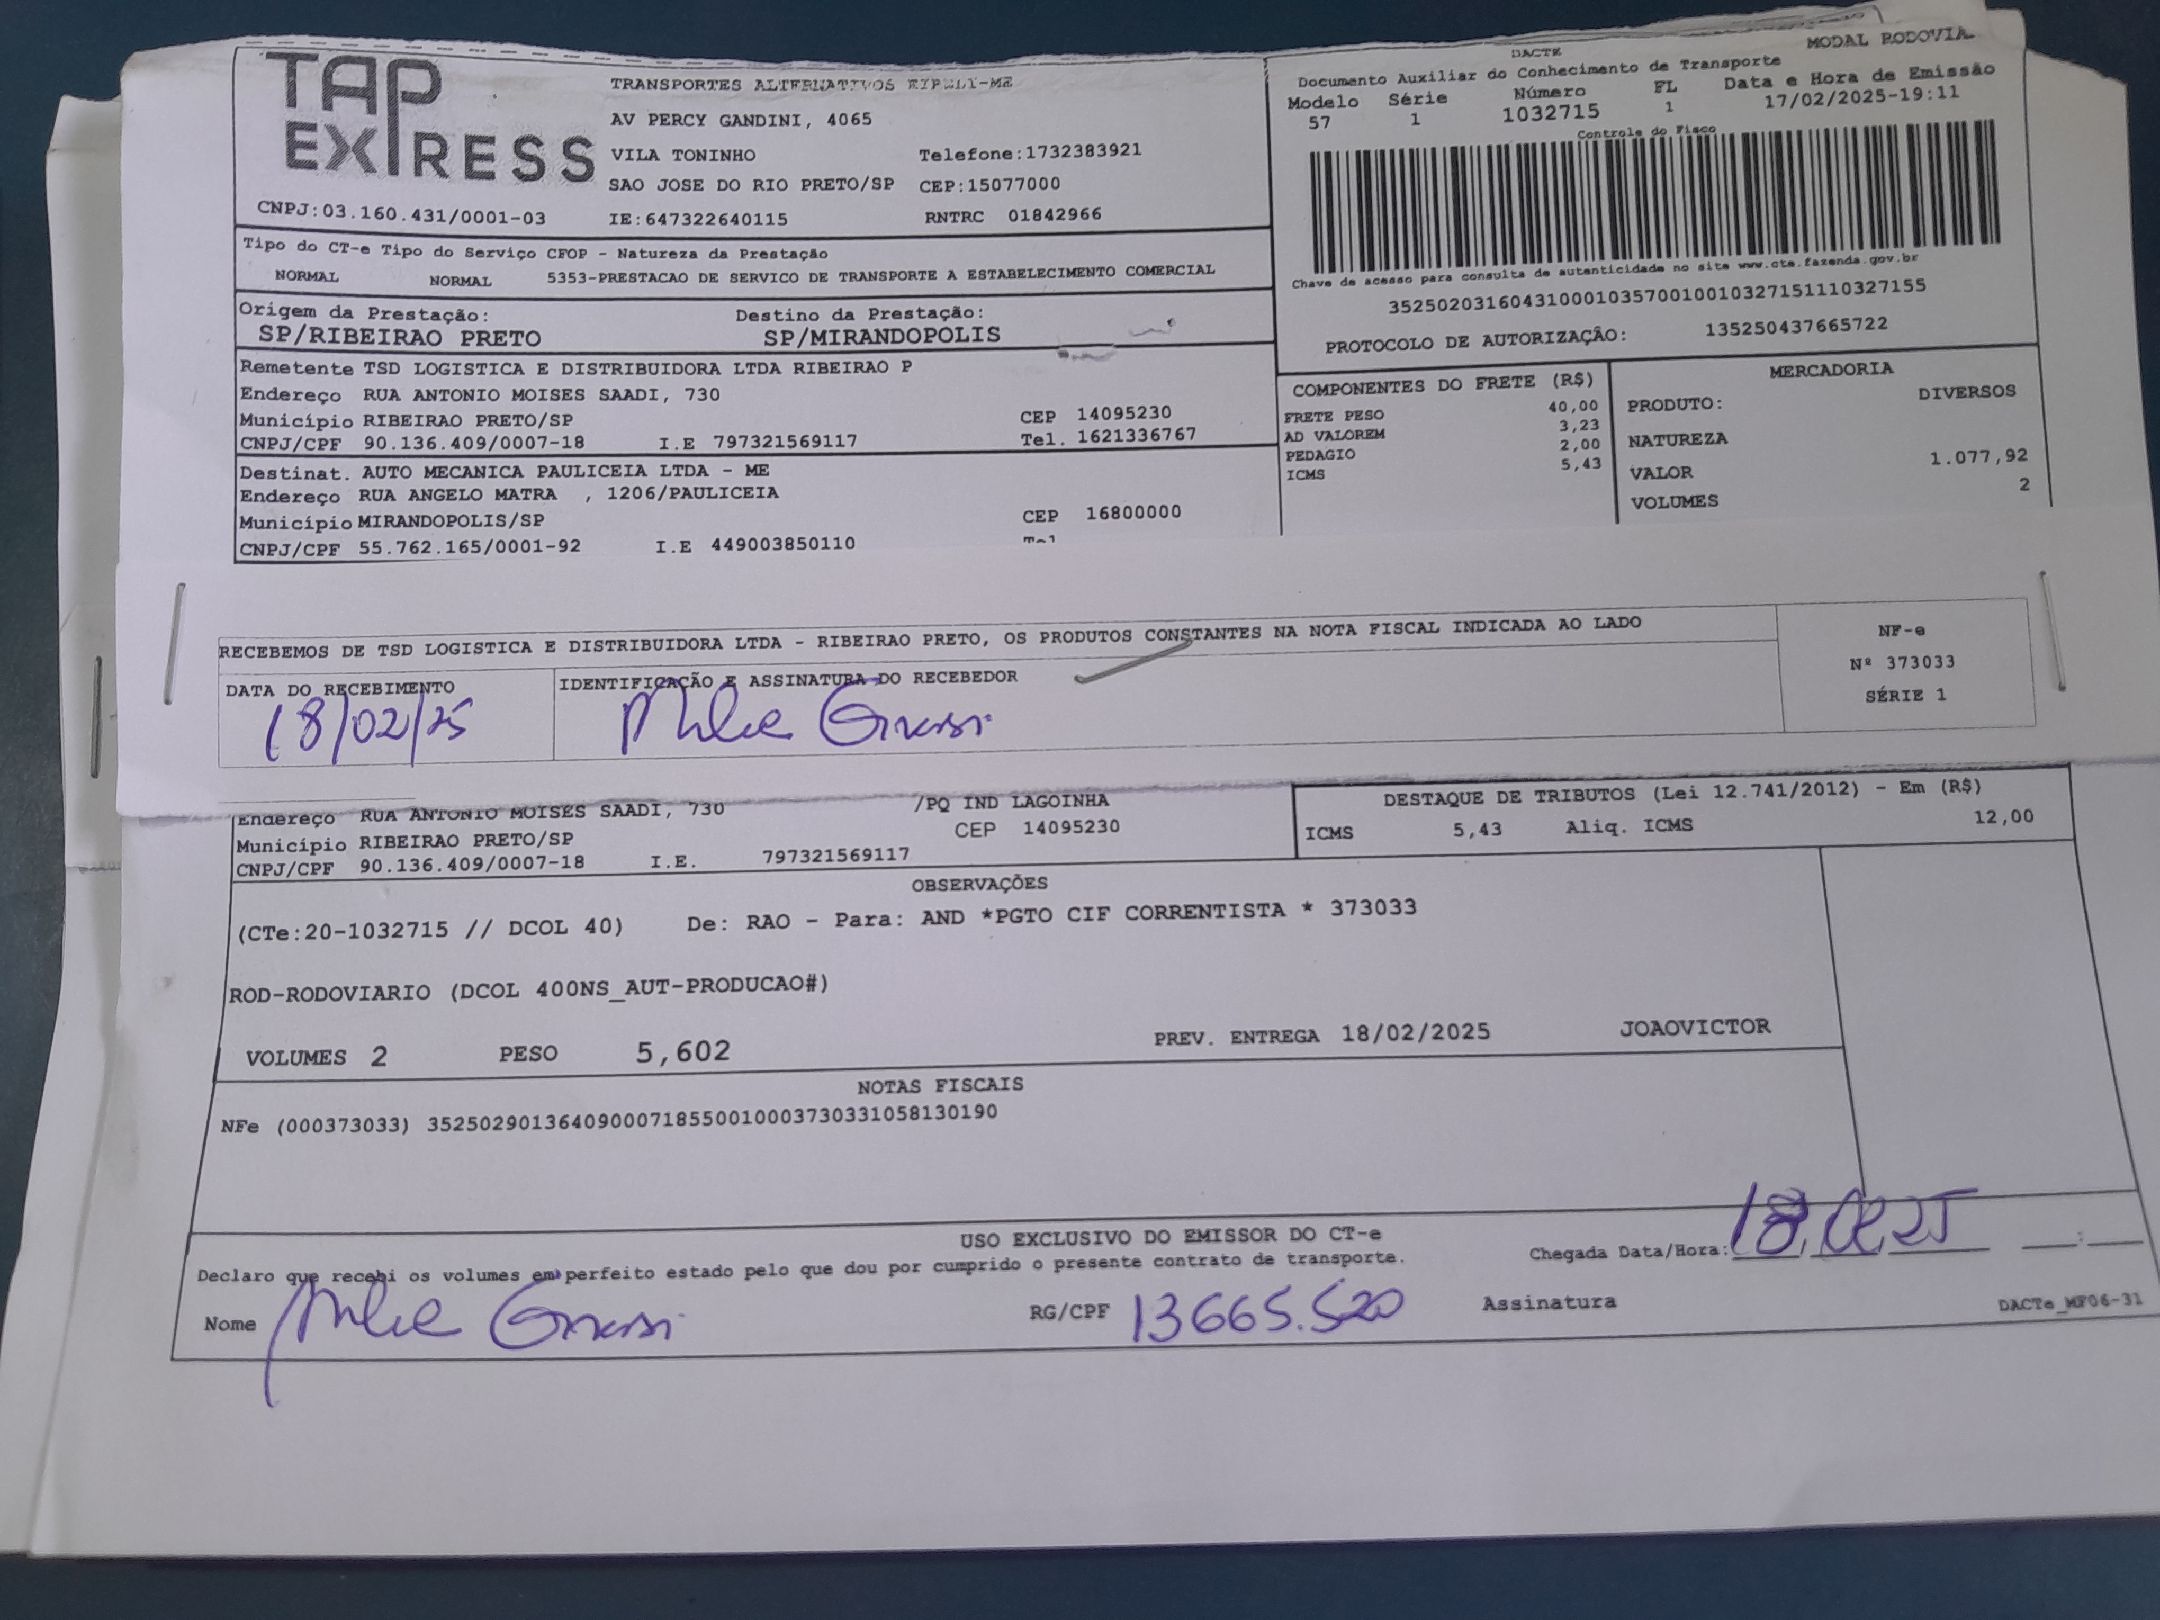 TAP
EXPRESS
TRANSPORTES ALTERNATIVOS EIRELI-ME
AV PERCY GANDINI, 4065
VILA TONINHO Telefone:1732383921
SAO JOSE DO RIO PRETO/SP CEP:15077000
CNPJ:03.160.431/0001-03 IE:647322640115 RNTRC 01842966
DACTE MODAL RODOVIA
Documento Auxiliar do Conhecimento de Transporte
Modelo Série Número FL Data e Hora de Emissão
57 1 1032715 1 17/02/2025-19:11
Controle do Fisco
Chave de acesso para consulta de autenticidade no site www.cte.fazenda.gov.br
35250203160431000103570010010327151110327155
PROTOCOLO DE AUTORIZAÇÃO: 135250437665722
Tipo do CT-e Tipo do Serviço CFOP - Natureza da Prestação
NORMAL NORMAL 5353-PRESTACAO DE SERVICO DE TRANSPORTE A ESTABELECIMENTO COMERCIAL
Origem da Prestação: Destino da Prestação:
SP/RIBEIRAO PRETO SP/MIRANDOPOLIS
Remetente TSD LOGISTICA E DISTRIBUIDORA LTDA RIBEIRAO P
Endereço RUA ANTONIO MOISES SAADI, 730
Município RIBEIRAO PRETO/SP CEP 14095230
CNPJ/CPF 90.136.409/0007-18 I.E 797321569117 Tel. 1621336767
Destinat. AUTO MECANICA PAULICEIA LTDA - ME
Endereço RUA ANGELO MATRA , 1206/PAULICEIA
Município MIRANDOPOLIS/SP CEP 16800000
CNPJ/CPF 55.762.165/0001-92 I.E 449003850110 Tel
COMPONENTES DO FRETE (R$)
FRETE PESO 40,00
AD VALOREM 3,23
PEDAGIO 2,00
ICMS 5,43
MERCADORIA
PRODUTO: DIVERSOS
NATUREZA
VALOR 1.077,92
VOLUMES 2
RECEBEMOS DE TSD LOGISTICA E DISTRIBUIDORA LTDA - RIBEIRAO PRETO, OS PRODUTOS CONSTANTES NA NOTA FISCAL INDICADA AO LADO
NF-e
Nº 373033
SÉRIE 1
DATA DO RECEBIMENTO IDENTIFICAÇÃO E ASSINATURA DO RECEBEDOR
18/02/25
Endereço RUA ANTONIO MOISES SAADI, 730 /PQ IND LAGOINHA
Município RIBEIRAO PRETO/SP CEP 14095230
CNPJ/CPF 90.136.409/0007-18 I.E. 797321569117
DESTAQUE DE TRIBUTOS (Lei 12.741/2012) - Em (R$)
ICMS 5,43 Aliq. ICMS 12,00
OBSERVAÇÕES
(CTe:20-1032715 // DCOL 40) De: RAO - Para: AND *PGTO CIF CORRENTISTA * 373033
ROD-RODOVIARIO (DCOL 400NS_AUT-PRODUCAO#)
VOLUMES 2 PESO 5,602 PREV. ENTREGA 18/02/2025 JOAOVICTOR
NOTAS FISCAIS
NFe (000373033) 35250290136409000718550010003730331058130190
USO EXCLUSIVO DO EMISSOR DO CT-e
Declaro que recebi os volumes em perfeito estado pelo que dou por cumprido o presente contrato de transporte.
Chegada Data/Hora: 18 02 25 :
Nome RG/CPF 13665.520 Assinatura
DACTe_MF06-31